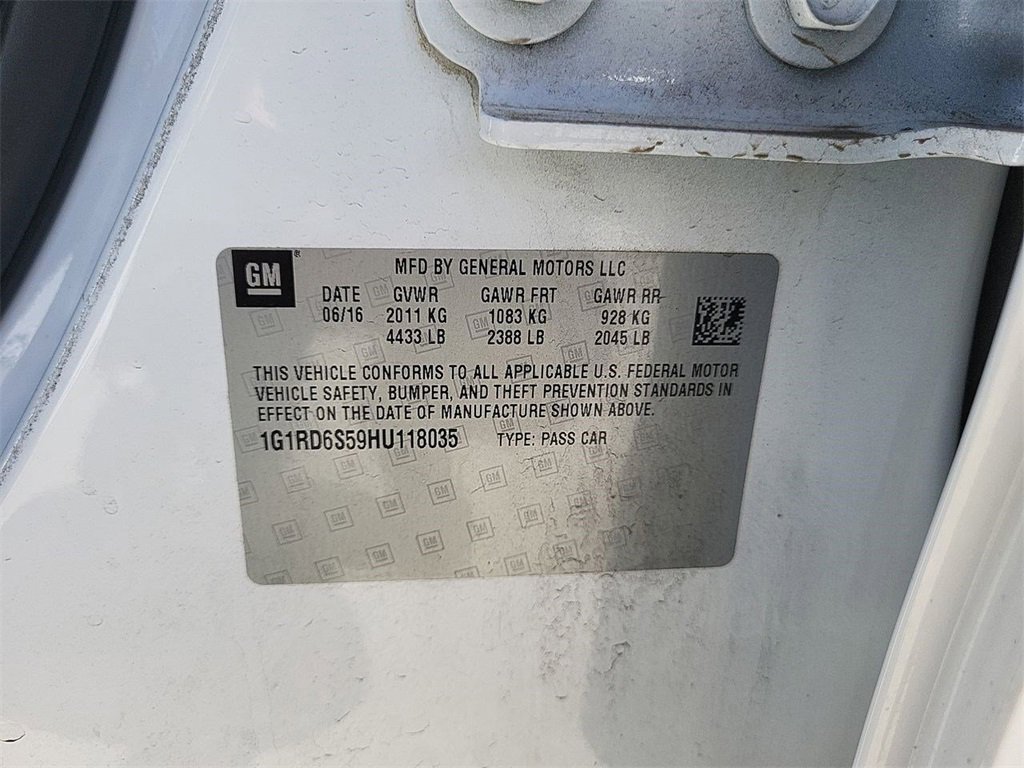 GM
MFD BY GENERAL MOTORS LLC
DATE GVWR GAWR FRT GAWR RR
06/16 2011 KG 1083 KG 928 KG
4433 LB 2388 LB 2045 LB
THIS VEHICLE CONFORMS TO ALL APPLICABLE U.S. FEDERAL MOTOR
VEHICLE SAFETY, BUMPER, AND THEFT PREVENTION STANDARDS IN
EFFECT ON THE DATE OF MANUFACTURE SHOWN ABOVE.
1G1RD6S59HU118035 TYPE: PASS CAR